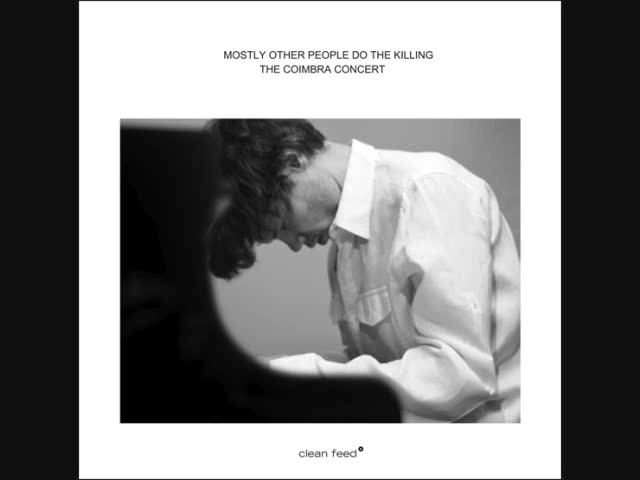 MOSTLY OTHER PEOPLE DO THE KILLING
THE COIMBRA CONCERT
clean feed